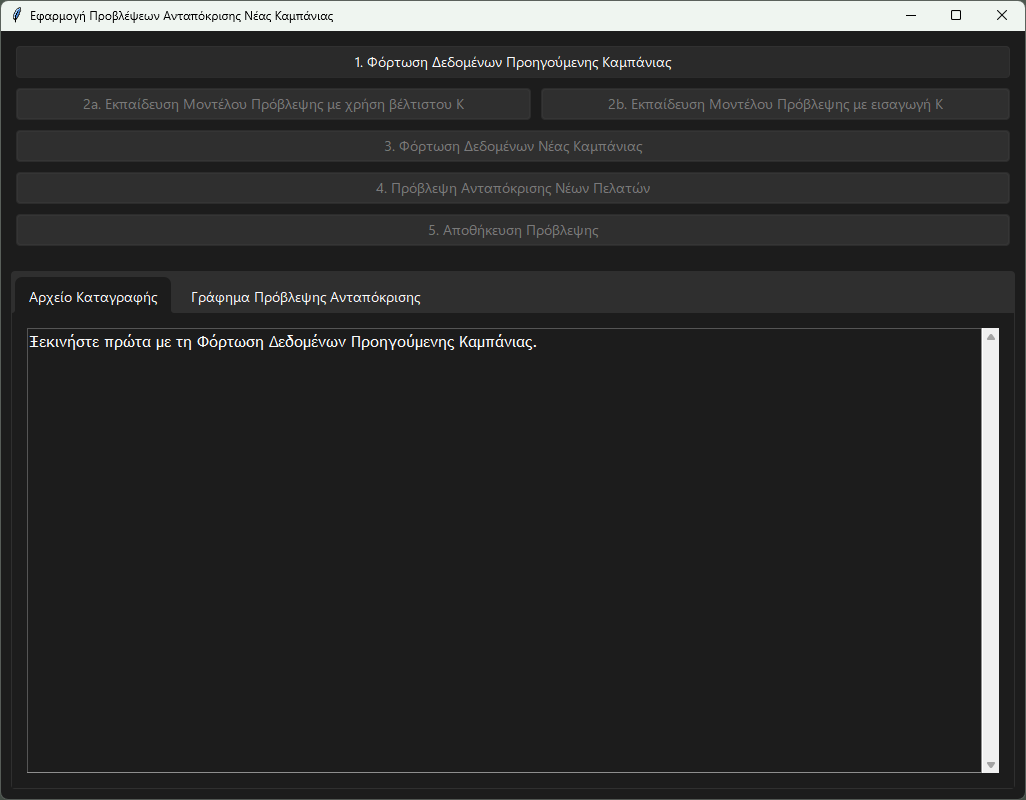 Εφαρμογή Προβλέψεων Ανταπόκρισης Νέας Καμπάνιας
1. Φόρτωση Δεδομένων Προηγούμενης Καμπάνιας
2a. Εκπαίδευση Μοντέλου Πρόβλεψης με χρήση βέλτιστου Κ
2b. Εκπαίδευση Μοντέλου Πρόβλεψης με εισαγωγή Κ
3. Φόρτωση Δεδομένων Νέας Καμπάνιας
4. Πρόβλεψη Ανταπόκρισης Νέων Πελατών
5. Αποθήκευση Πρόβλεψης
Αρχείο Καταγραφής
Γράφημα Πρόβλεψης Ανταπόκρισης
Ξεκινήστε πρώτα με τη Φόρτωση Δεδομένων Προηγούμενης Καμπάνιας.